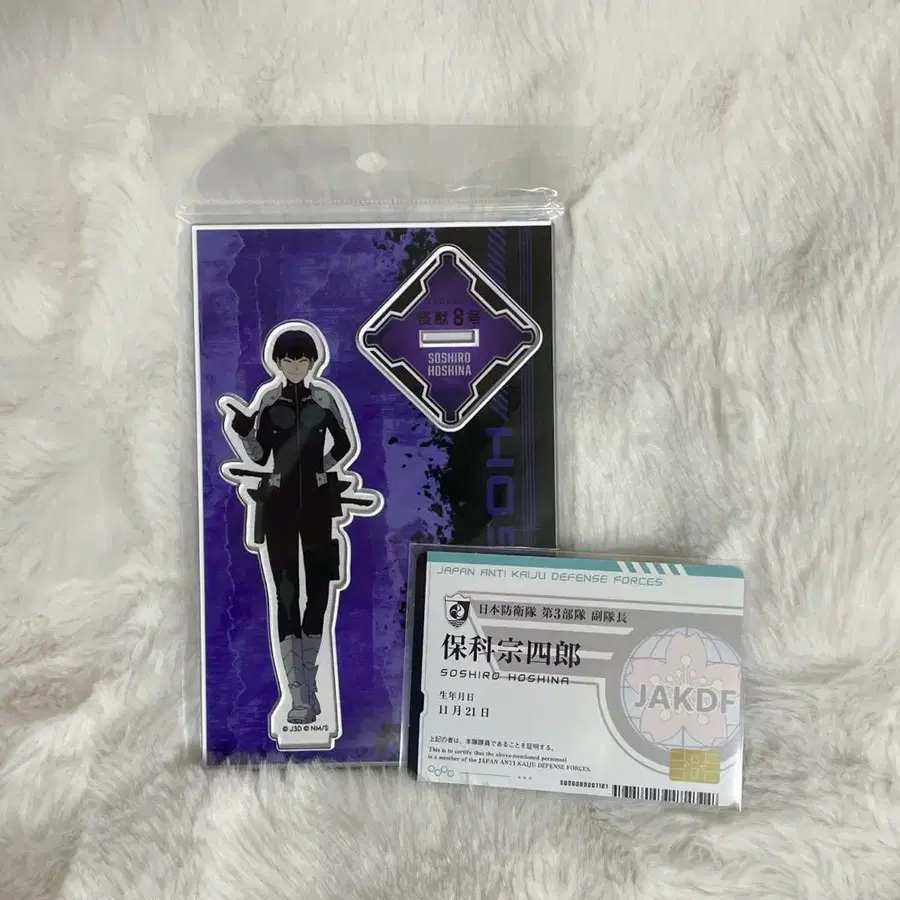 怪獣8号
SOSHIRO
HOSHINA
HOS
© J3D © NM/S
JAPAN ANTI KAIJU DEFENSE FORCES
日本防衛隊 第3部隊 副隊長
保科宗四郎
SOSHIRO HOSHINA
JAKDF
生年月日
11月21日
上記の者は、本隊隊員であることを証明する。
This is to certify that the above-mentioned personnel
is a member of the JAPAN ANTI KAIJU DEFENSE FORCES.